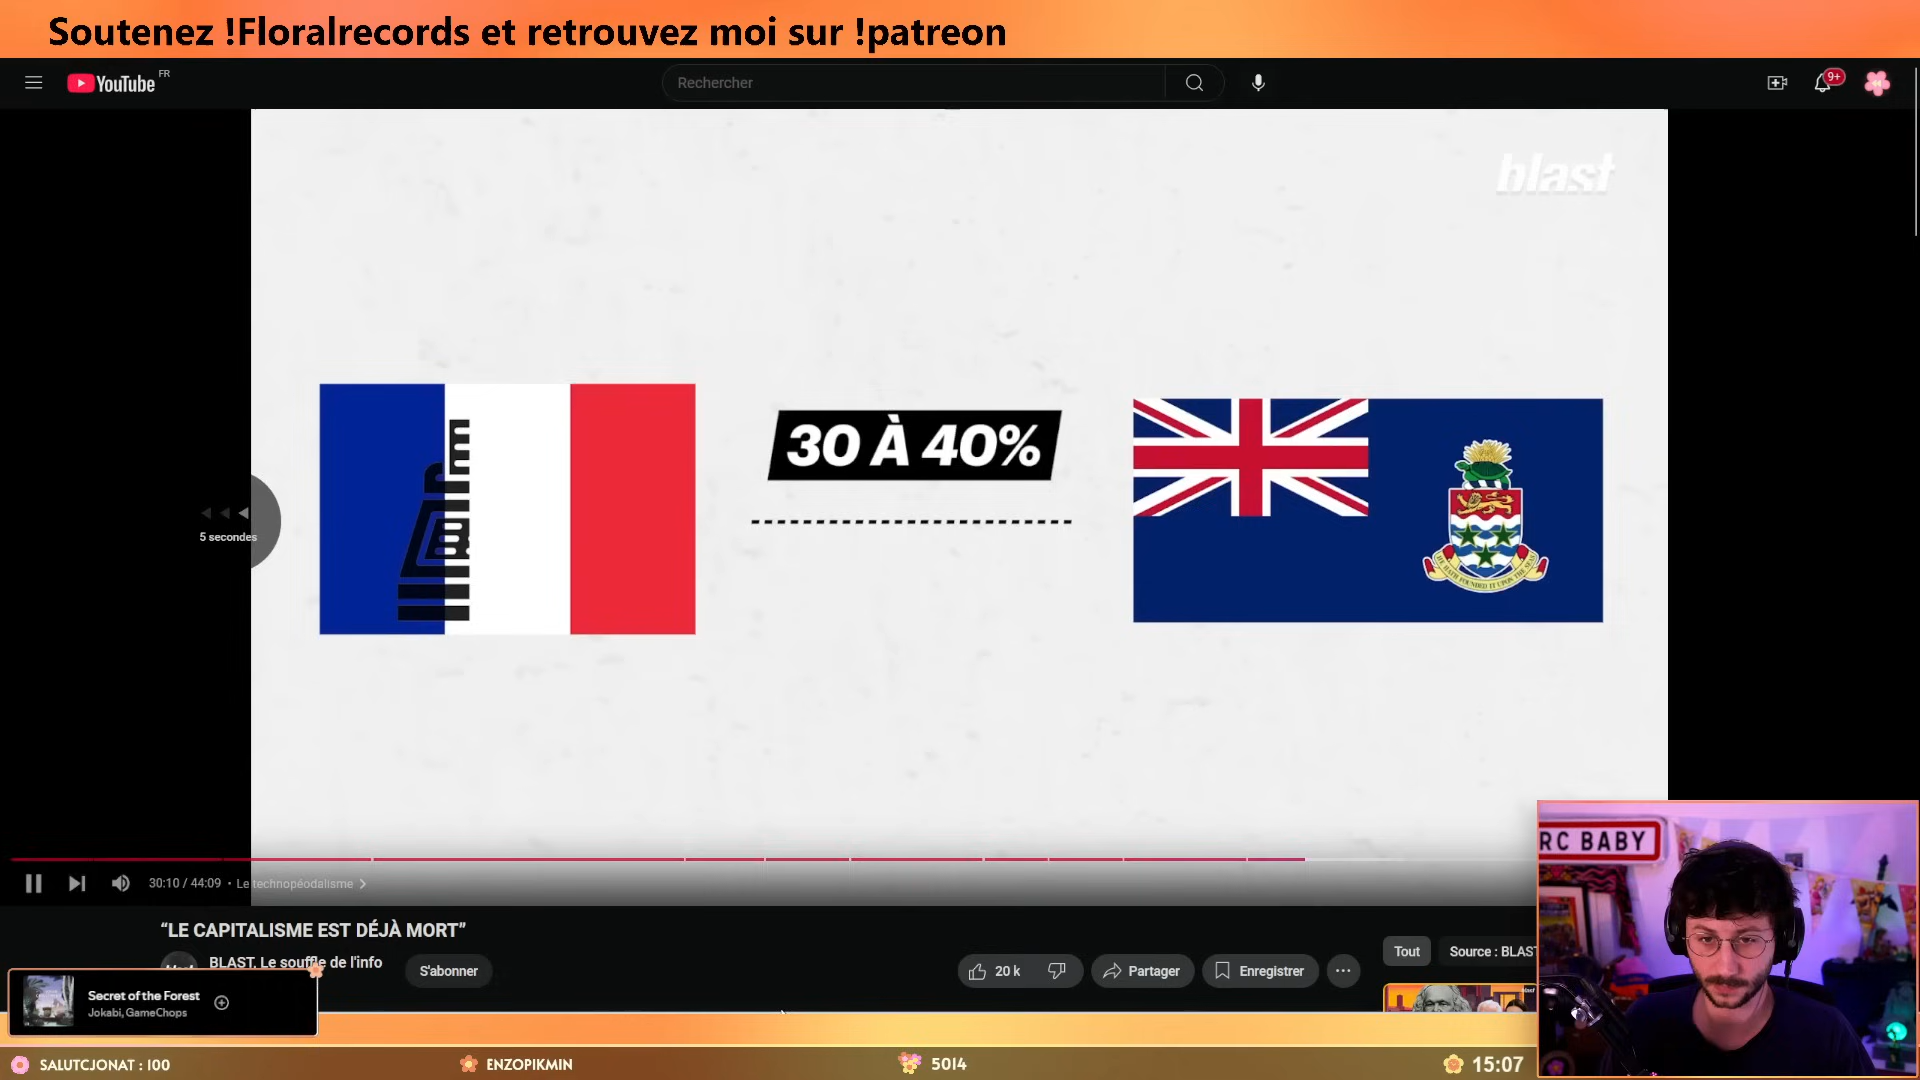 Soutenez !Floralrecords et retrouvez moi sur !patreon
YouTube FR
Rechercher
9+
blast
30 À 40%
5 secondes
30:10 / 44:09 • Le technopéodalisme
“LE CAPITALISME EST DÉJÀ MORT”
BLAST, Le souffle de l'info
S'abonner
20 k
Partager
Enregistrer
Tout
Source : BLAST
RC BABY
Secret of the Forest
Jokabi, GameChops
SALUTCJONAT : 100
ENZOPIKMIN
5014
15:07